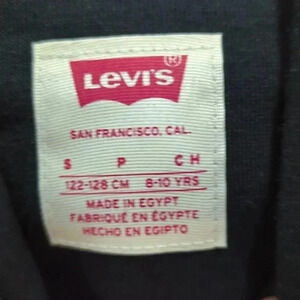 LEVI'S ®
SAN FRANCISCO, CAL.
S P CH
122-128 CM 8-10 YRS
MADE IN EGYPT
FABRIQUÉ EN ÉGYPTE
HECHO EN EGIPTO